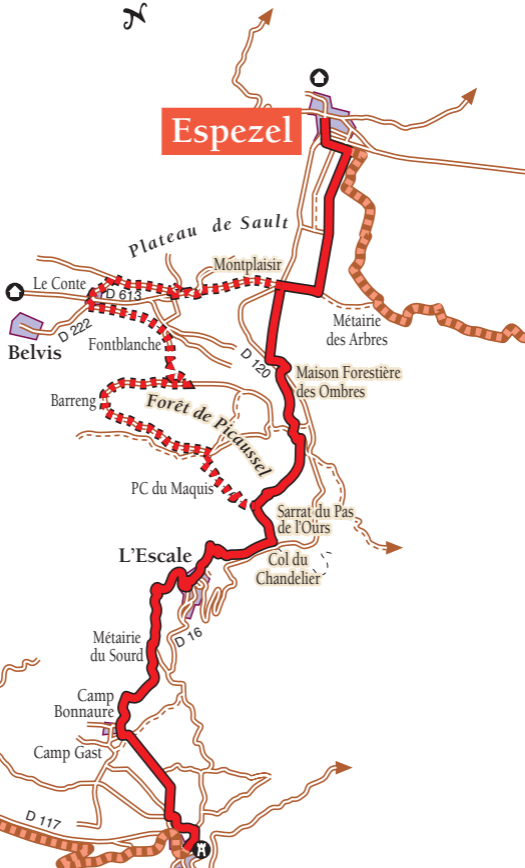 N
Espezel
Plateau de Sault
Montplaisir
Le Conte
D 613
D 222
Belvis
Fontblanche
Métairie
des Arbres
D 120
Maison Forestière
des Ombres
Barreng
Forêt de Picaussel
PC du Maquis
Sarrat du Pas
de l'Ours
L'Escale
Col du
Chandelier
Métairie
du Sourd
D 16
Camp
Bonnaure
Camp Gast
D 117